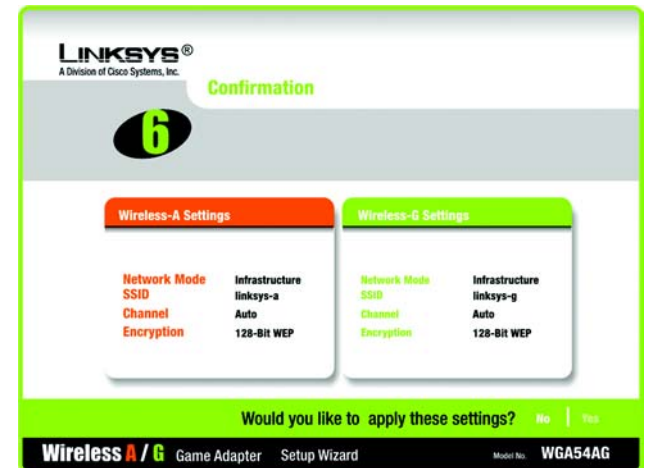 LINKSYS®
A Division of Cisco Systems, Inc.
Confirmation
6
Wireless-A Settings
Network Mode Infrastructure
SSID linksys-a
Channel Auto
Encryption 128-Bit WEP
Wireless-G Settings
Network Mode Infrastructure
SSID linksys-g
Channel Auto
Encryption 128-Bit WEP
Would you like to apply these settings? No | Yes
Wireless A / G Game Adapter Setup Wizard Model No. WGA54AG